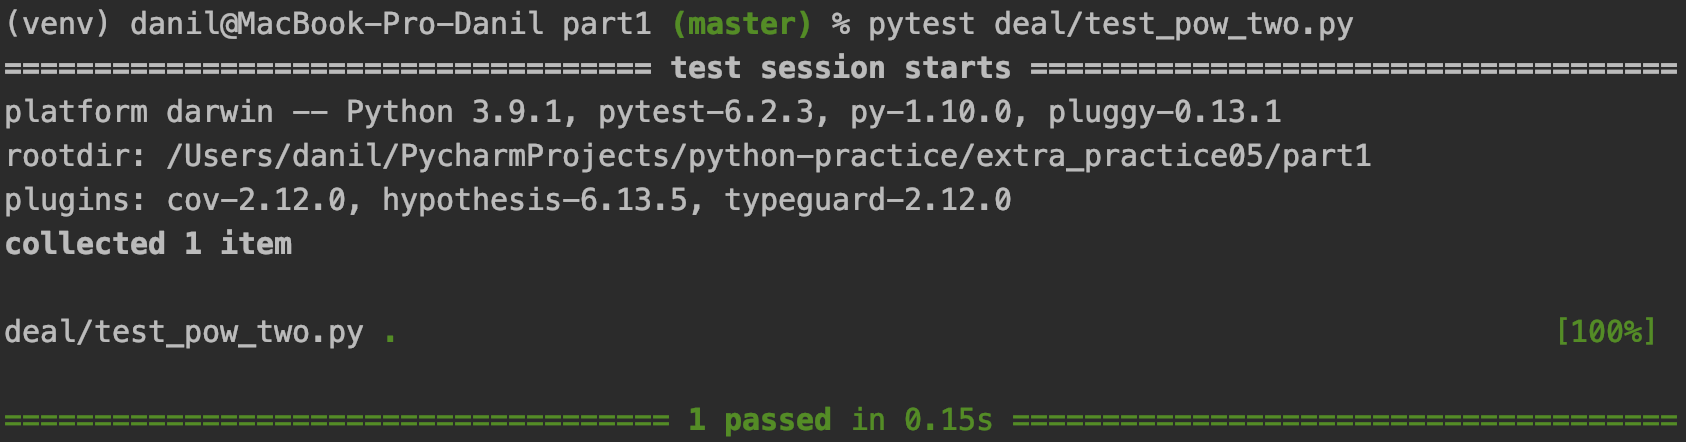 (venv) danil@MacBook-Pro-Danil part1 (master) % pytest deal/test_pow_two.py
==================================== test session starts ====================================
platform darwin -- Python 3.9.1, pytest-6.2.3, py-1.10.0, pluggy-0.13.1
rootdir: /Users/danil/PycharmProjects/python-practice/extra_practice05/part1
plugins: cov-2.12.0, hypothesis-6.13.5, typeguard-2.12.0
collected 1 item
deal/test_pow_two.py . [100%]
===================================== 1 passed in 0.15s =====================================